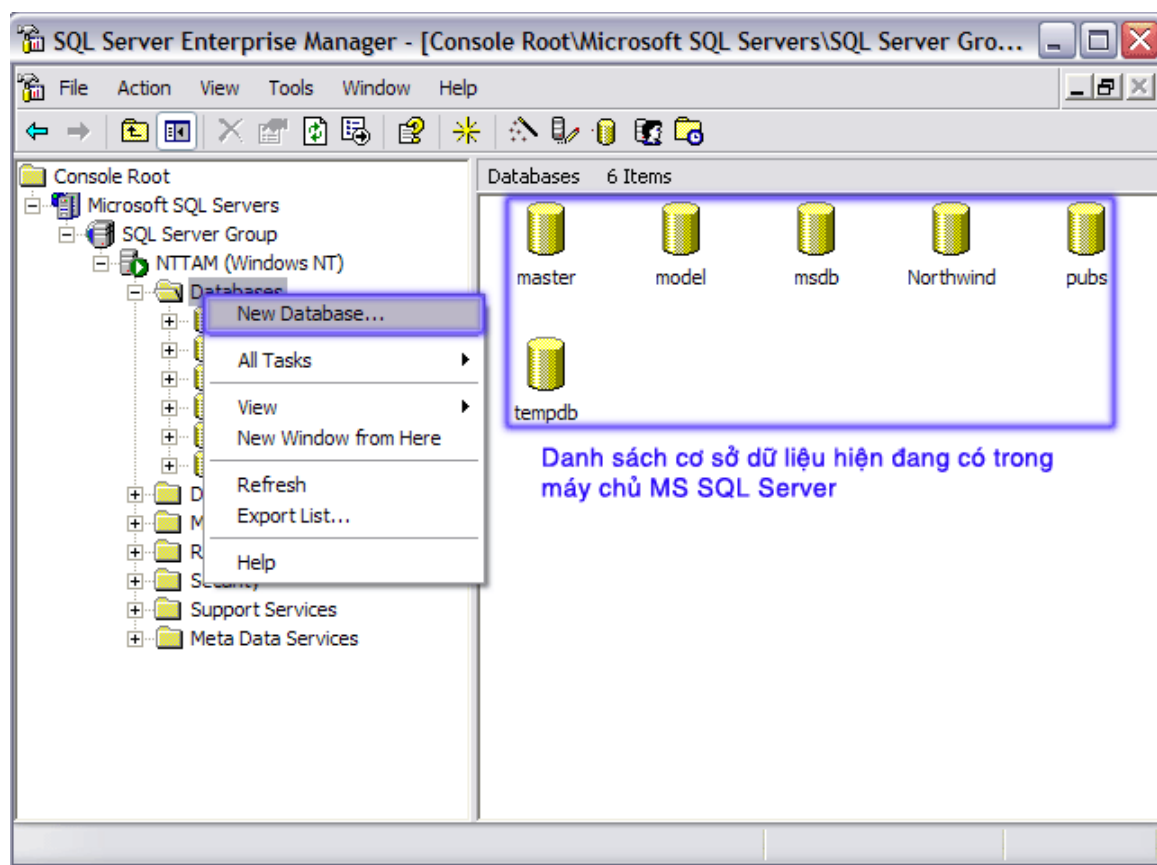 SQL Server Enterprise Manager - [Console Root\Microsoft SQL Servers\SQL Server Gro...
File Action View Tools Window Help
Console Root
Microsoft SQL Servers
SQL Server Group
NTTAM (Windows NT)
Databases
New Database...
All Tasks
View
New Window from Here
Refresh
Export List...
Help
D
M
R
Security
Support Services
Meta Data Services
Databases 6 Items
master model msdb Northwind pubs
tempdb
Danh sách cơ sở dữ liệu hiện đang có trong
máy chủ MS SQL Server